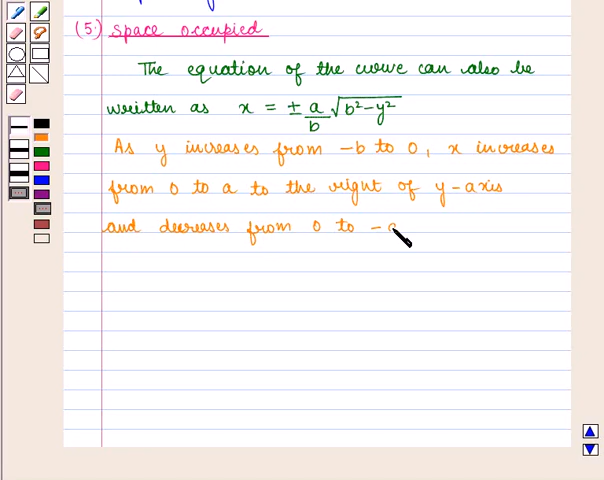 (5) Space occupied
The equation of the curve can also be
written as x = ± a/b √(b²-y²)
As y increases from -b to 0, x increases
from 0 to a to the right of y-axis
and decreases from 0 to -